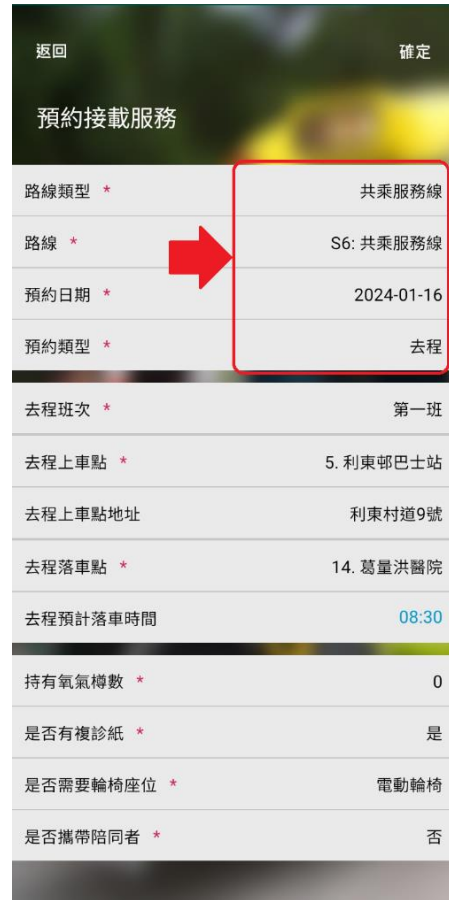 返回 確定
預約接載服務
路線類型 * 共乘服務線
路線 * S6: 共乘服務線
預約日期 * 2024-01-16
預約類型 * 去程
去程班次 * 第一班
去程上車點 * 5. 利東邨巴士站
去程上車點地址 利東村道9號
去程落車點 * 14. 葛量洪醫院
去程預計落車時間 08:30
持有氧氣樽數 * 0
是否有複診紙 * 是
是否需要輪椅座位 * 電動輪椅
是否攜帶陪同者 * 否